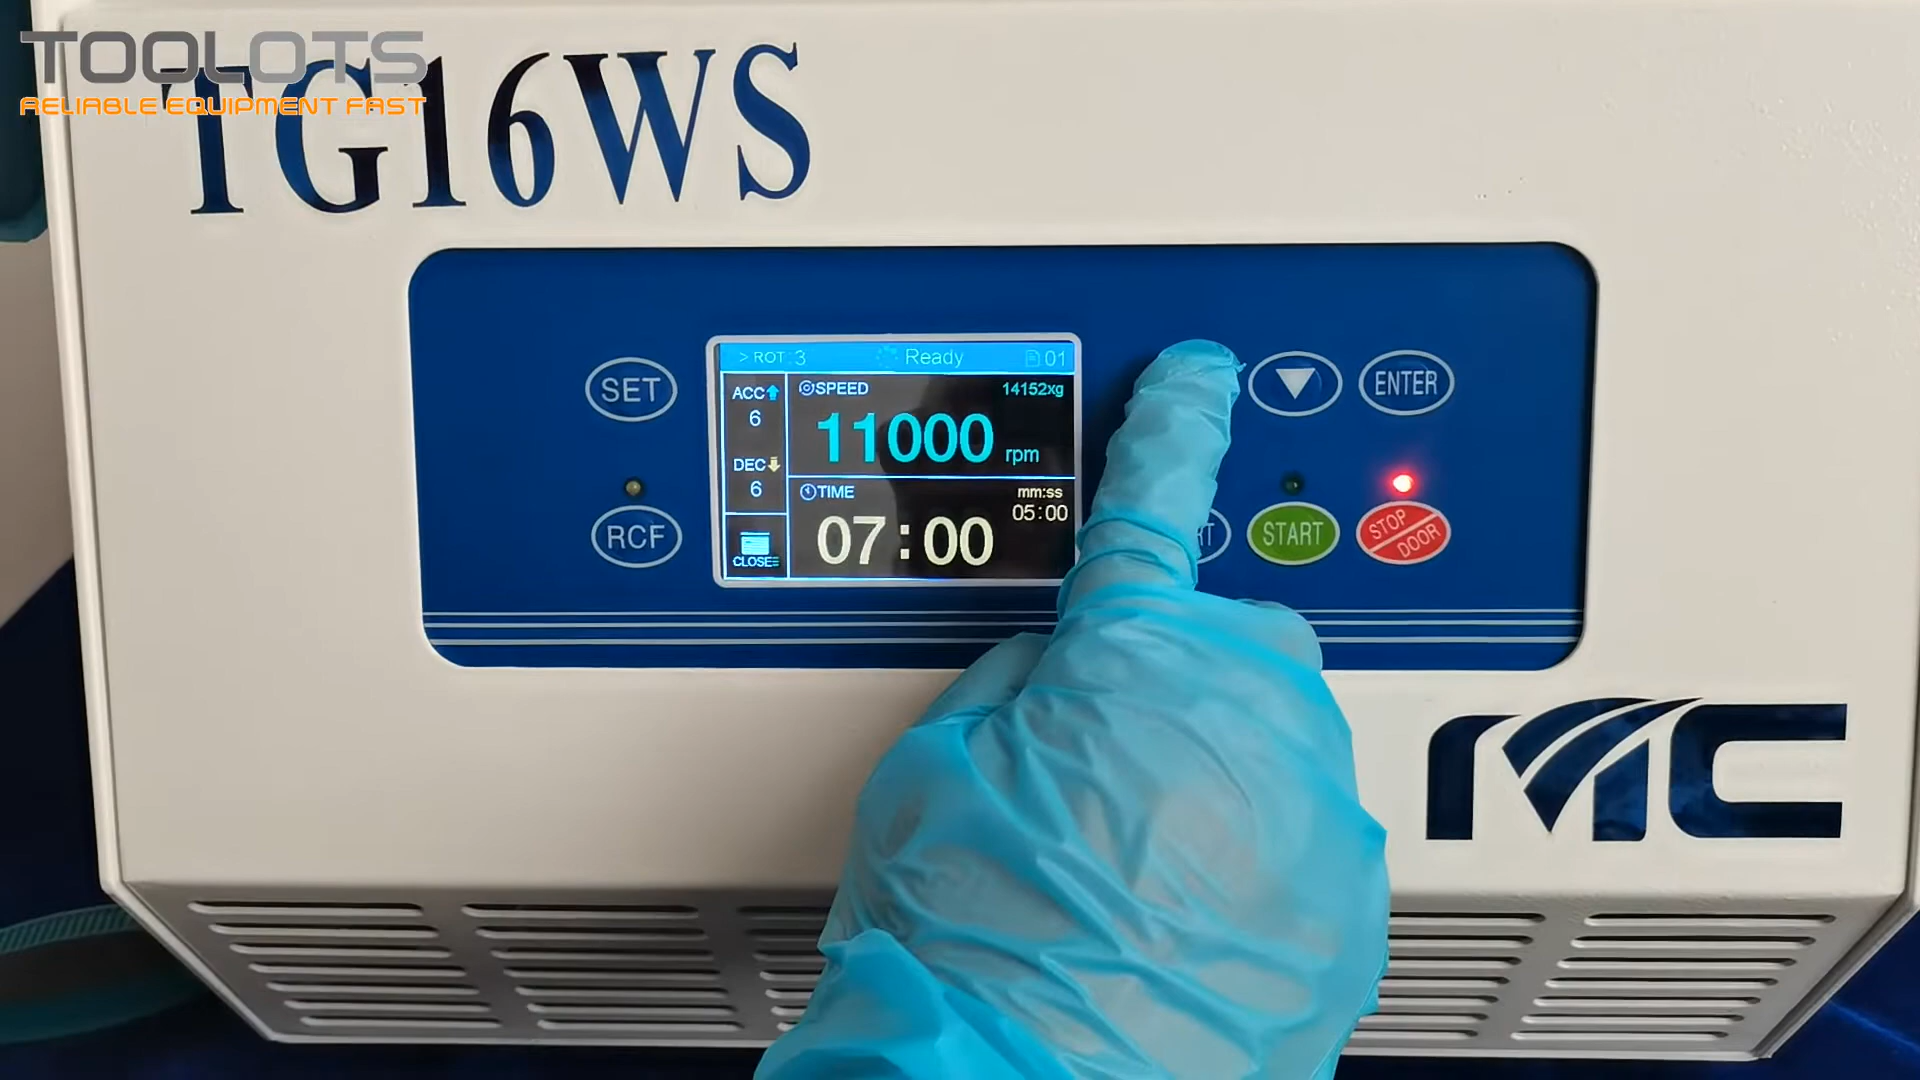 TOOLOTS
RELIABLE EQUIPMENT FAST
TG16WS
SET
> ROT : 3
Ready
01
ACC
6
SPEED
14152xg
11000 rpm
DEC
6
TIME
mm:ss
05:00
07:00
CLOSE
ENTER
RCF
START
STOP
DOOR
MC